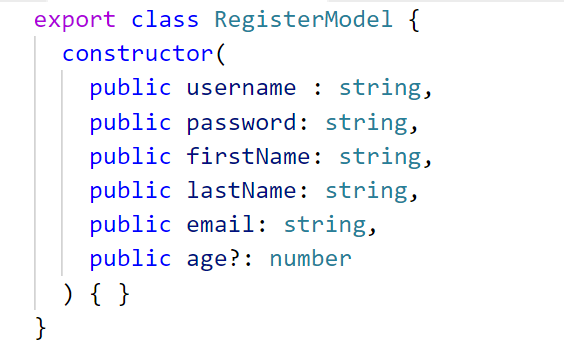 export class RegisterModel {
constructor(
public username : string,
public password: string,
public firstName: string,
public lastName: string,
public email: string,
public age?: number
) { }
}